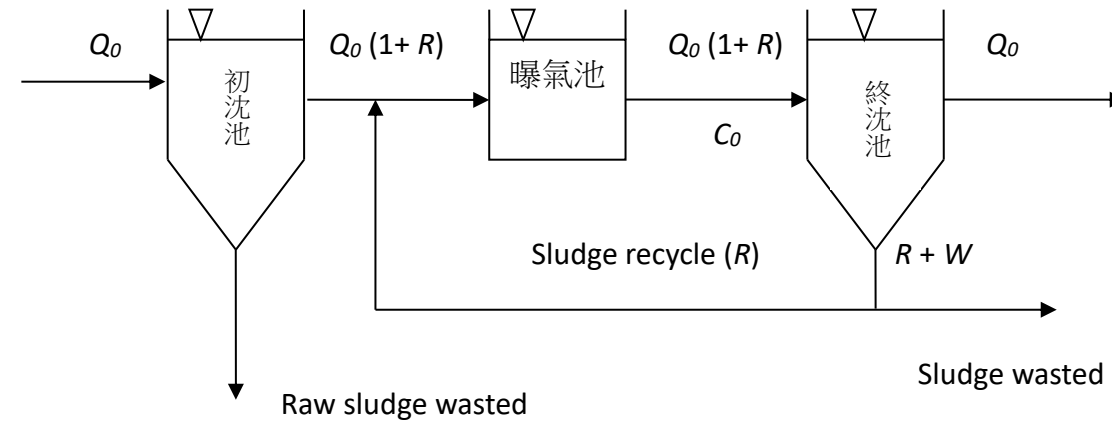 Q0
Q0 (1+ R)
Q0 (1+ R)
Q0
初沈池
曝氣池
終沈池
C0
Sludge recycle (R)
R + W
Sludge wasted
Raw sludge wasted